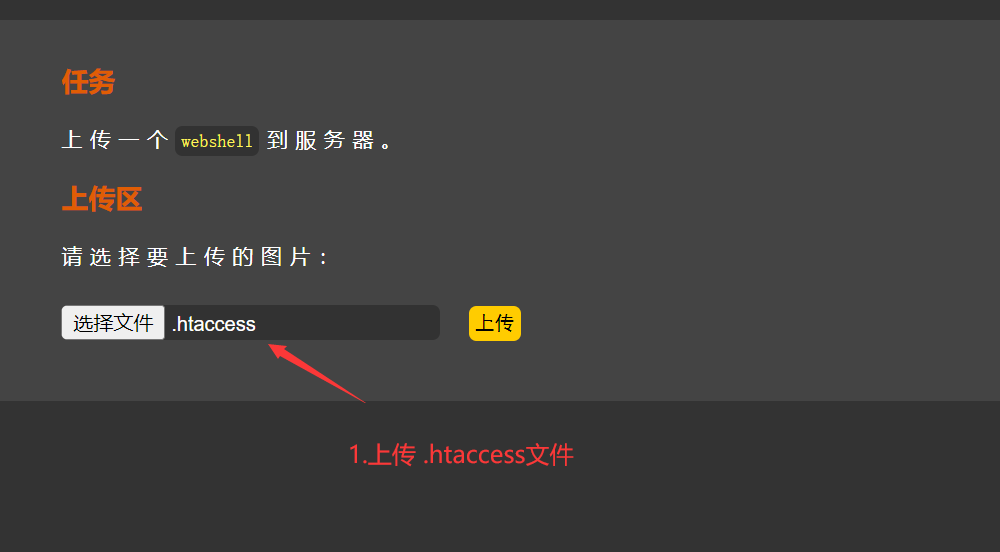 任务
上传一个 webshell 到服务器。
上传区
请选择要上传的图片：
选择文件 .htaccess 上传
1.上传 .htaccess文件